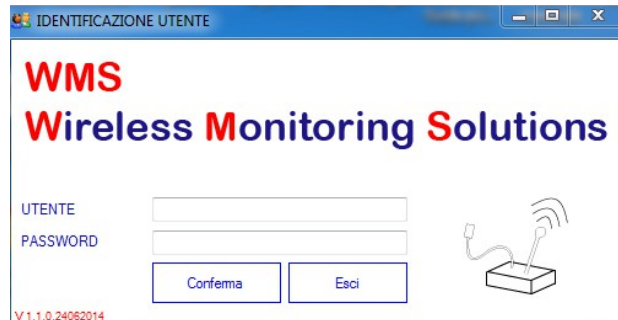 IDENTIFICAZIONE UTENTE
WMS
Wireless Monitoring Solutions
UTENTE
PASSWORD
Conferma
Esci
V 1.1.0.24062014